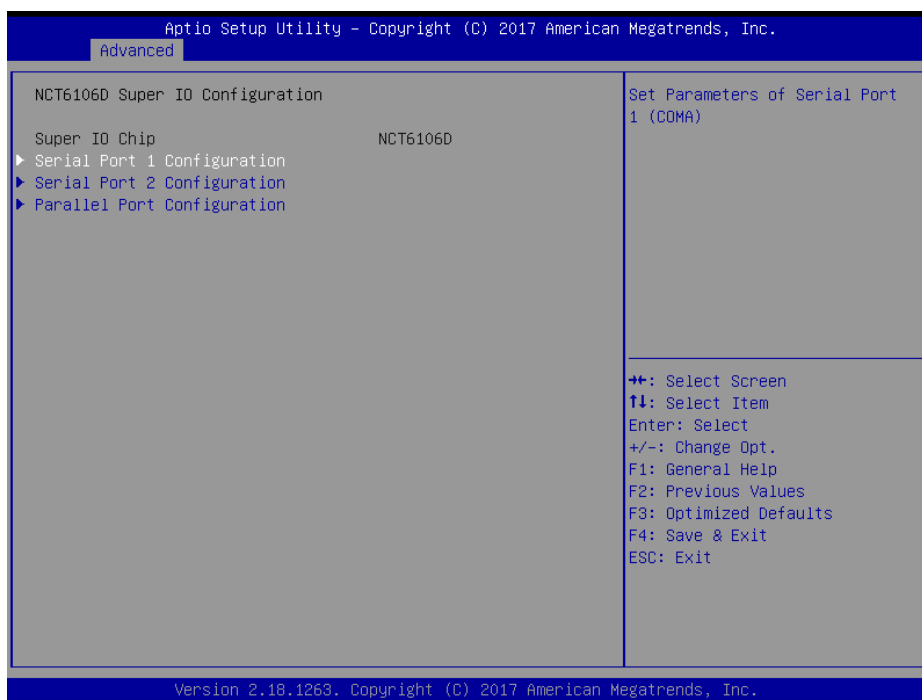 Aptio Setup Utility – Copyright (C) 2017 American Megatrends, Inc.
Advanced
NCT6106D Super IO Configuration
Super IO Chip NCT6106D
▶ Serial Port 1 Configuration
▶ Serial Port 2 Configuration
▶ Parallel Port Configuration
Set Parameters of Serial Port
1 (COMA)
→←: Select Screen
↑↓: Select Item
Enter: Select
+/-: Change Opt.
F1: General Help
F2: Previous Values
F3: Optimized Defaults
F4: Save & Exit
ESC: Exit
Version 2.18.1263. Copyright (C) 2017 American Megatrends, Inc.